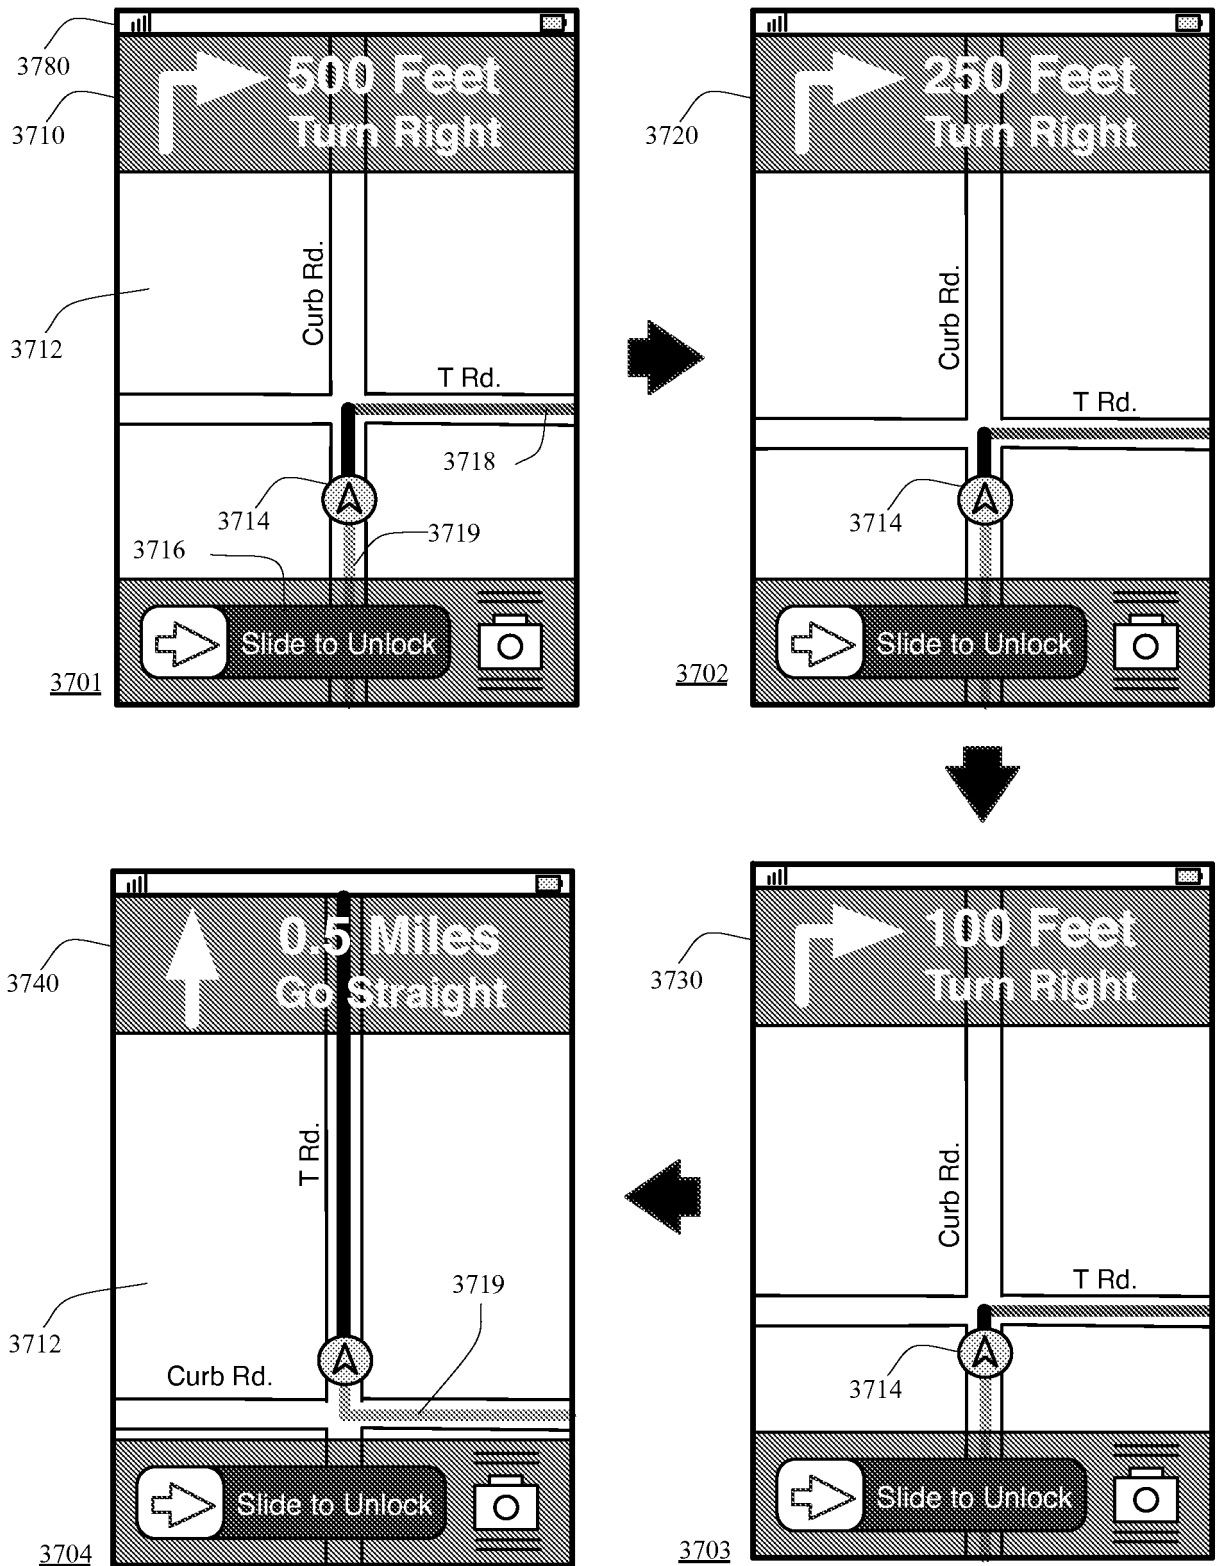 3780
3710
500 Feet
Turn Right
Curb Rd.
3712
T Rd.
3718
3714
3719
3716
Slide to Unlock
3701
3720
250 Feet
Turn Right
Curb Rd.
T Rd.
3714
Slide to Unlock
3702
3730
100 Feet
Turn Right
Curb Rd.
T Rd.
3714
Slide to Unlock
3703
3740
0.5 Miles
Go Straight
T Rd.
3719
3712
Curb Rd.
Slide to Unlock
3704